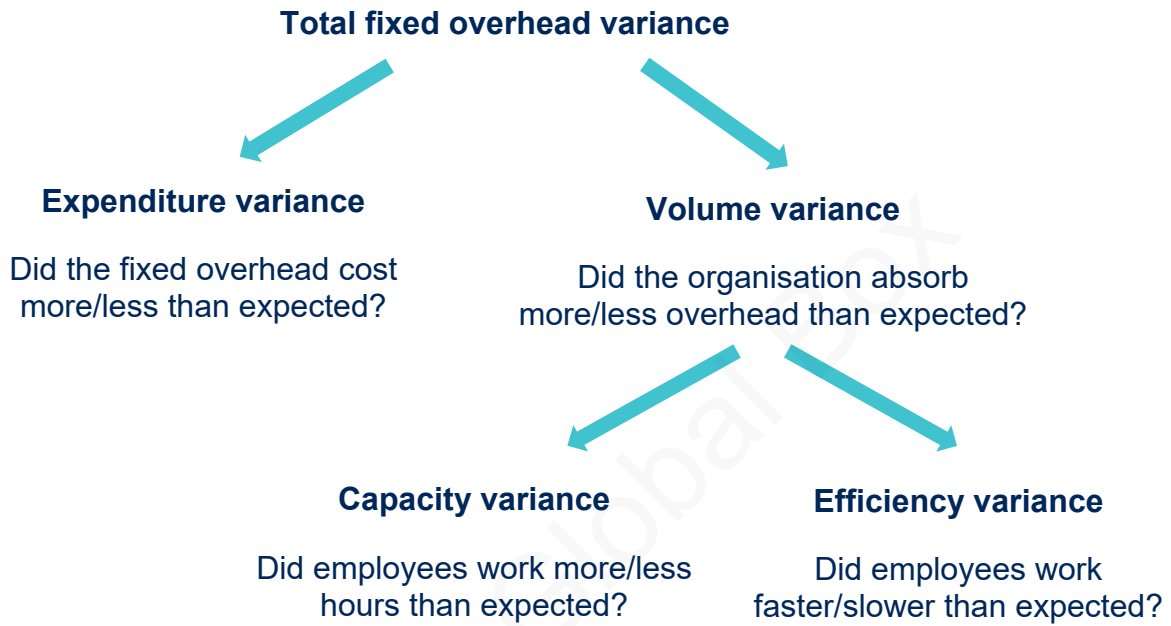 Total fixed overhead variance
Expenditure variance
Did the fixed overhead cost
more/less than expected?
Volume variance
Did the organisation absorb
more/less overhead than expected?
Capacity variance
Did employees work more/less
hours than expected?
Efficiency variance
Did employees work
faster/slower than expected?
Global Box